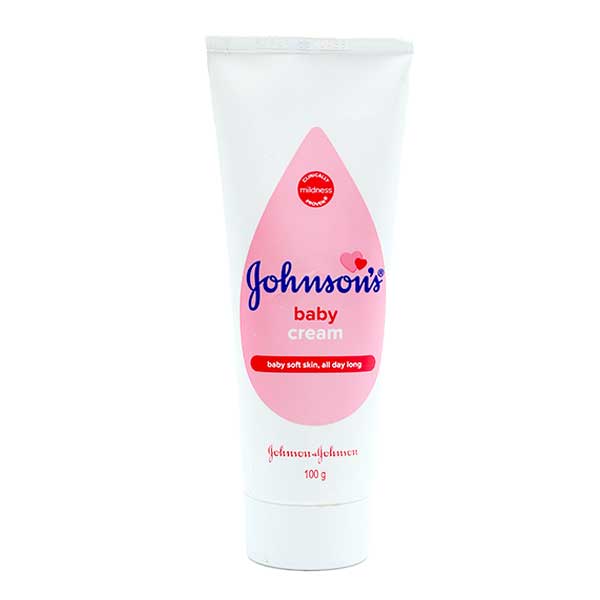 CLINICALLY
mildness
PROVEN®
Johnson's®
baby
cream
baby soft skin, all day long
Johnson & Johnson
100 g